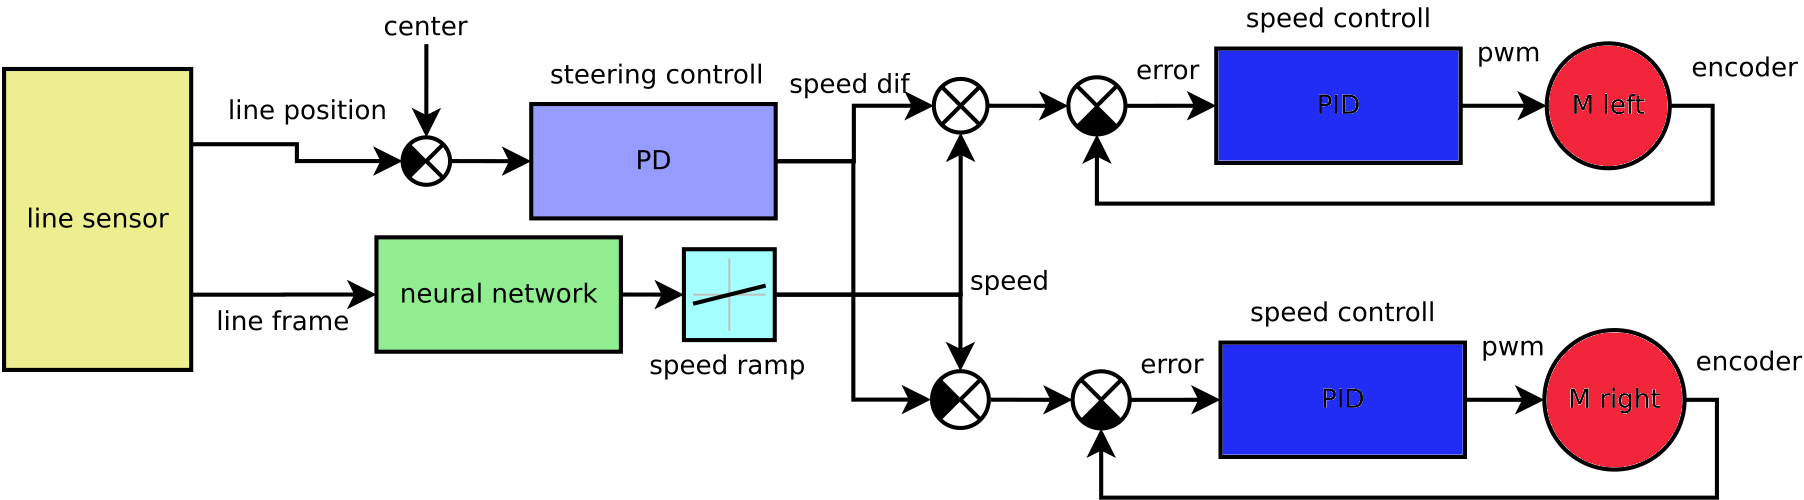 center
line position
steering controll
speed dif
speed controll
error
pwm
encoder
PD
PID
M left
line sensor
neural network
line frame
speed ramp
speed
speed controll
error
pwm
encoder
PID
M right